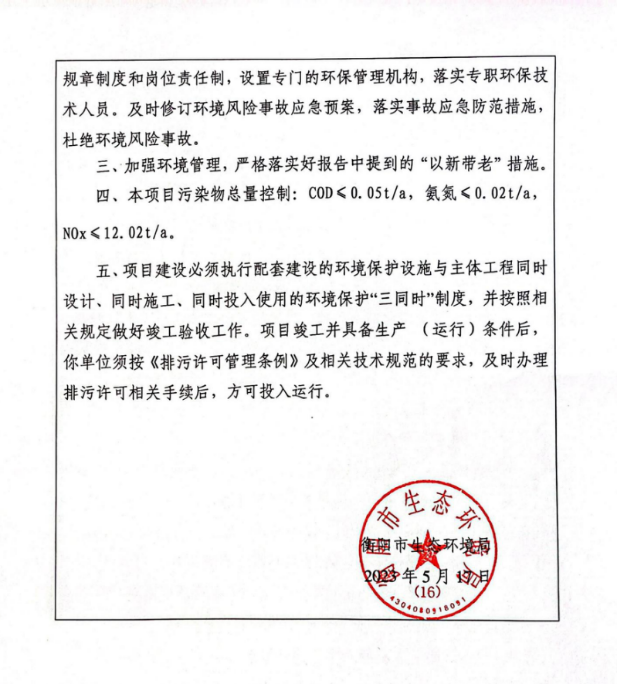 规章制度和岗位责任制，设置专门的环保管理机构，落实专职环保技
术人员。及时修订环境风险事故应急预案，落实事故应急防范措施，
杜绝环境风险事故。
三、加强环境管理，严格落实好报告中提到的“以新带老”措施。
四、本项目污染物总量控制：COD≤0.05t/a，氨氮≤0.02t/a，
NOx≤12.02t/a。
五、项目建设必须执行配套建设的环境保护设施与主体工程同时
设计、同时施工、同时投入使用的环境保护“三同时”制度，并按照相
关规定做好竣工验收工作。项目竣工并具备生产 （运行）条件后，
你单位须按《排污许可管理条例》及相关技术规范的要求，及时办理
排污许可相关手续后，方可投入运行。
衡阳市生态环境局
2023年5月 日
衡阳市生态环境局
(16)
4304080918091